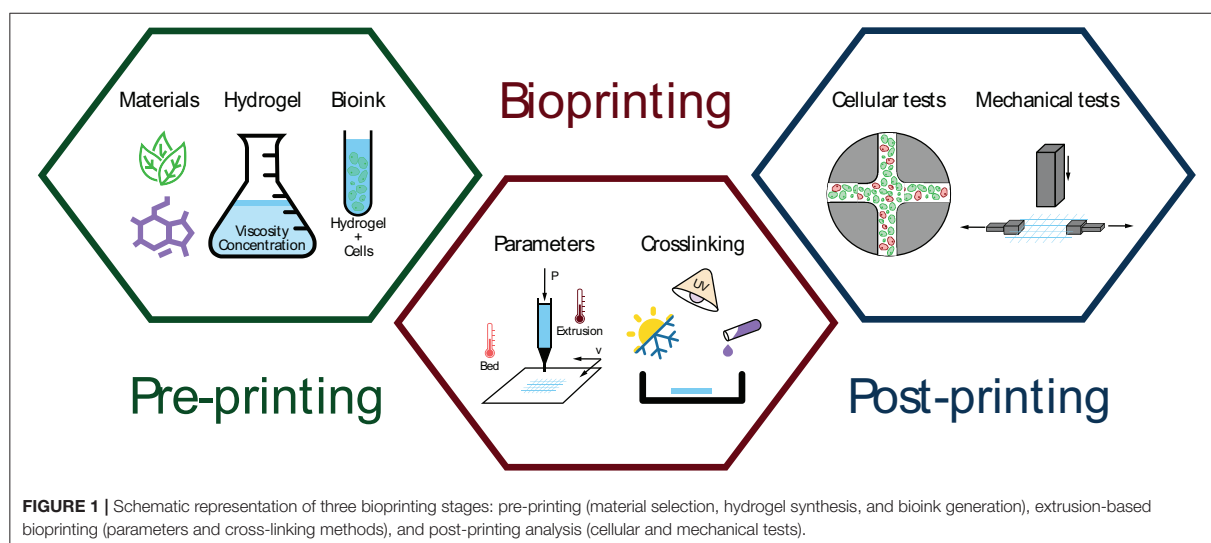 Materials
Hydrogel
Bioink
Viscosity
Concentration
Hydrogel
+
Cells
Pre-printing
Bioprinting
Parameters
Crosslinking
P
Extrusion
Bed
v
UV
Cellular tests
Mechanical tests
Post-printing
FIGURE 1 | Schematic representation of three bioprinting stages: pre-printing (material selection, hydrogel synthesis, and bioink generation), extrusion-based
bioprinting (parameters and cross-linking methods), and post-printing analysis (cellular and mechanical tests).